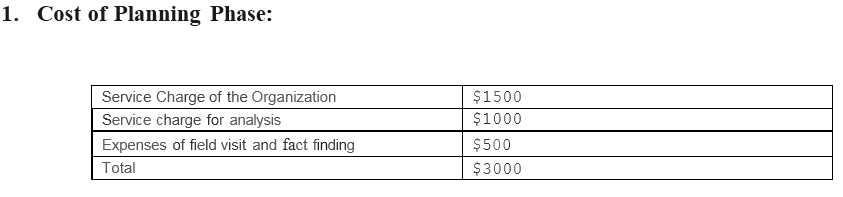 1. Cost of Planning Phase:
Service Charge of the Organization $1500
Service charge for analysis $1000
Expenses of field visit and fact finding $500
Total $3000